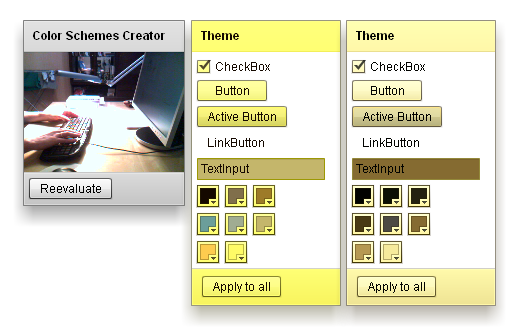 Color Schemes Creator
Reevaluate
Theme
CheckBox
Button
Active Button
LinkButton
TextInput
Apply to all
Theme
CheckBox
Button
Active Button
LinkButton
TextInput
Apply to all